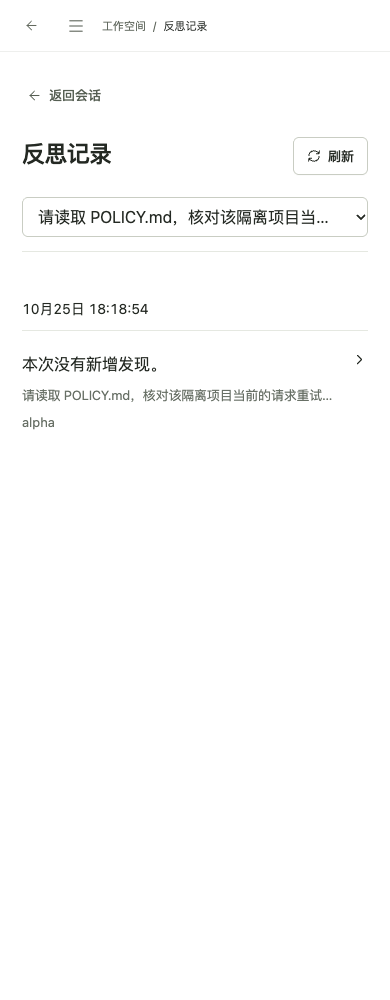 工作空间 / 反思记录
返回会话
反思记录
刷新
请读取 POLICY.md，核对该隔离项目当...
10月25日 18:18:54
本次没有新增发现。
请读取 POLICY.md，核对该隔离项目当前的请求重试...
alpha